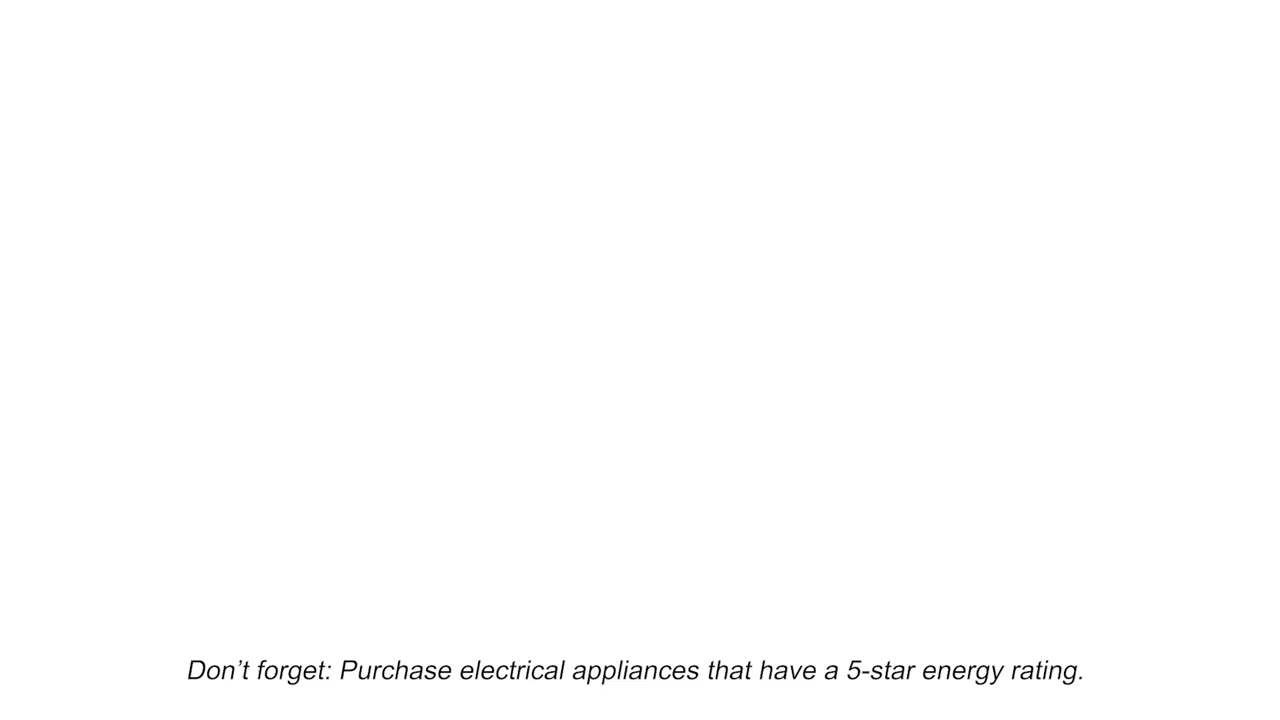 Don’t forget: Purchase electrical appliances that have a 5-star energy rating.